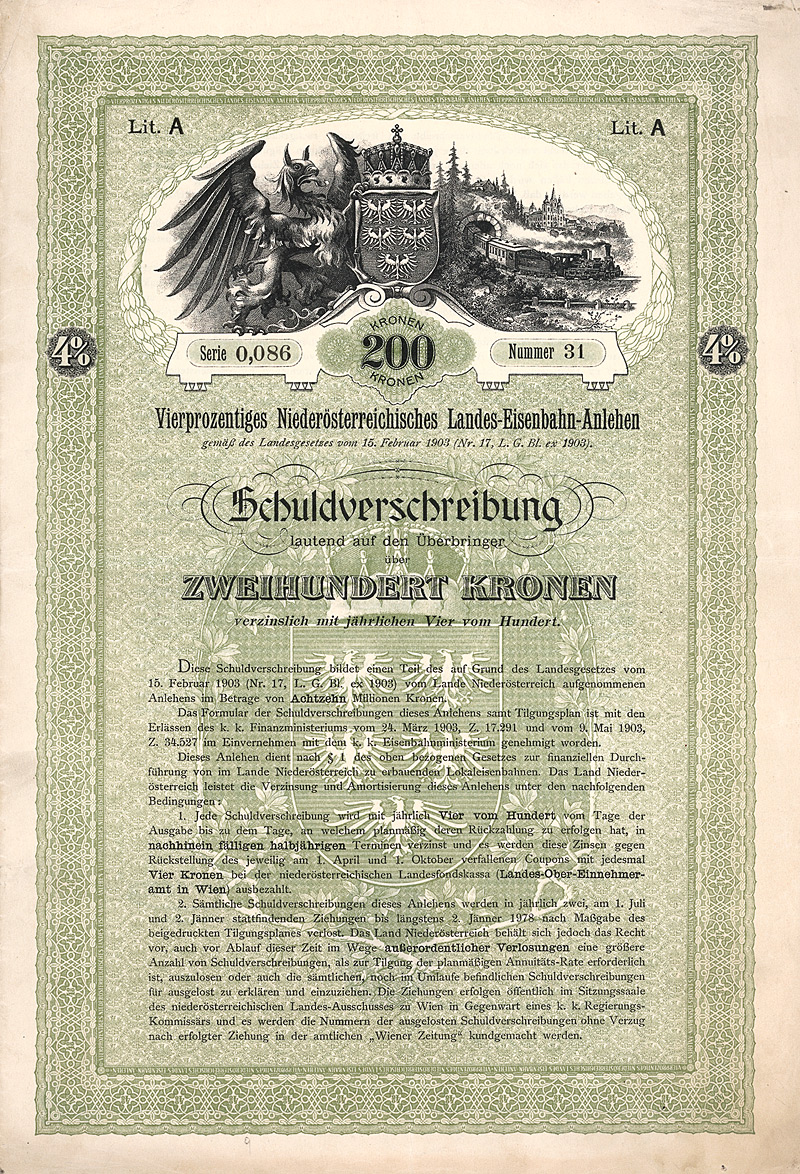 VIERPROZENTIGES NIEDERÖSTERREICHISCHES LANDES EISENBAHN ANLEHEN
Lit. A
Lit. A
KRONEN
4%
Serie 0,086
200
Nummer 31
4%
KRONEN
Vierprozentiges Niederösterreichisches Landes-Eisenbahn-Anlehen
gemäß des Landesgesetzes vom 15. Februar 1903 (Nr. 17, L. G. Bl. ex 1903).
Schuldverschreibung
lautend auf den Überbringer
über
ZWEIHUNDERT KRONEN
verzinslich mit jährlichen Vier vom Hundert.
Diese Schuldverschreibung bildet einen Teil des auf Grund des Landesgesetzes vom
15. Februar 1903 (Nr. 17, L. G. Bl. ex 1903) vom Lande Niederösterreich aufgenommenen
Anlehens im Betrage von Achtzehn Millionen Kronen.
Das Formular der Schuldverschreibungen dieses Anlehens samt Tilgungsplan ist mit den
Erlässen des k. k. Finanzministeriums vom 24. März 1903, Z. 17.291 und vom 9. Mai 1903,
Z. 34.527 im Einvernehmen mit dem k. k. Eisenbahnministerium genehmigt worden.
Dieses Anlehen dient nach § 1 des oben bezogenen Gesetzes zur finanziellen Durch-
führung von im Lande Niederösterreich zu erbauenden Lokaleisenbahnen. Das Land Nieder-
österreich leistet die Verzinsung und Amortisierung dieses Anlehens unter den nachfolgenden
Bedingungen:
1. Jede Schuldverschreibung wird mit jährlich Vier vom Hundert vom Tage der
Ausgabe bis zu dem Tage, an welchem planmäßig deren Rückzahlung zu erfolgen hat, in
nachhinein fälligen halbjährigen Terminen verzinst und es werden diese Zinsen gegen
Rückstellung des jeweilig am 1. April und 1. Oktober verfallenen Coupons mit jedesmal
Vier Kronen bei der niederösterreichischen Landesfondskassa (Landes-Ober-Einnehmer-
amt in Wien) ausbezahlt.
2. Sämtliche Schuldverschreibungen dieses Anlehens werden in jährlich zwei, am 1. Juli
und 2. Jänner stattfindenden Ziehungen bis längstens 2. Jänner 1978 nach Maßgabe des
beigedruckten Tilgungsplanes verlost. Das Land Niederösterreich behält sich jedoch das Recht
vor, auch vor Ablauf dieser Zeit im Wege außerordentlicher Verlosungen eine größere
Anzahl von Schuldverschreibungen, als zur Tilgung der planmäßigen Annuitäts-Rate erforderlich
ist, auszulosen oder auch die sämtlichen, noch im Umlaufe befindlichen Schuldverschreibungen
für ausgelost zu erklären und einzuziehen. Die Ziehungen erfolgen öffentlich im Sitzungssaale
des niederösterreichischen Landes-Ausschusses zu Wien in Gegenwart eines k. k. Regierungs-
Kommissärs und es werden die Nummern der ausgelosten Schuldverschreibungen ohne Verzug
nach erfolgter Ziehung in der amtlichen „Wiener Zeitung“ kundgemacht werden.